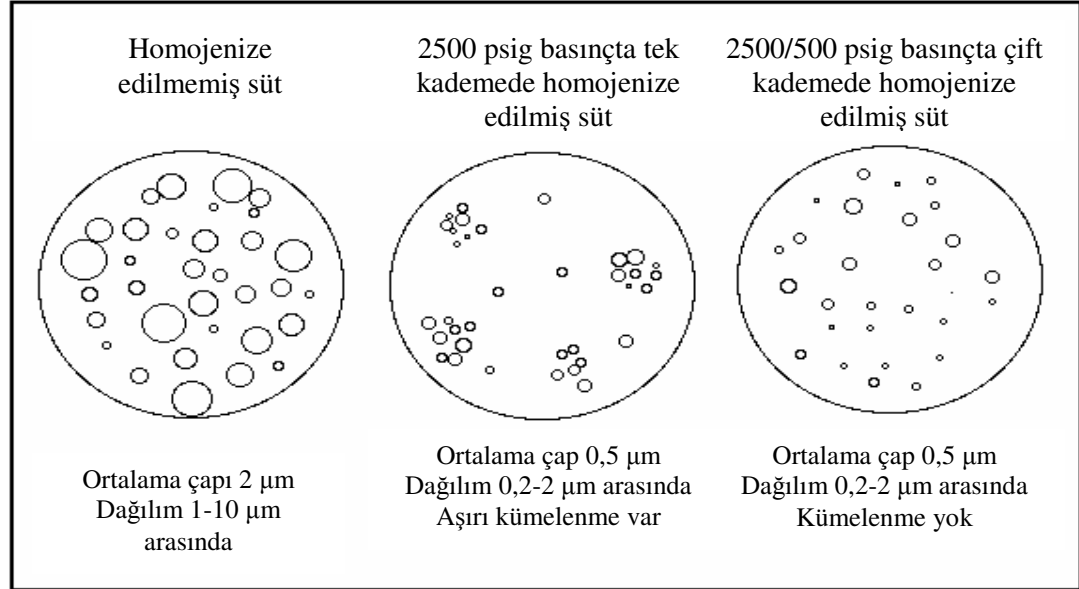 Homojenize
edilmemiş süt
2500 psig basınçta tek
kademede homojenize
edilmiş süt
2500/500 psig basınçta çift
kademede homojenize
edilmiş süt
Ortalama çapı 2 μm
Dağılım 1-10 μm
arasında
Ortalama çap 0,5 μm
Dağılım 0,2-2 μm arasında
Aşırı kümelenme var
Ortalama çap 0,5 μm
Dağılım 0,2-2 μm arasında
Kümelenme yok